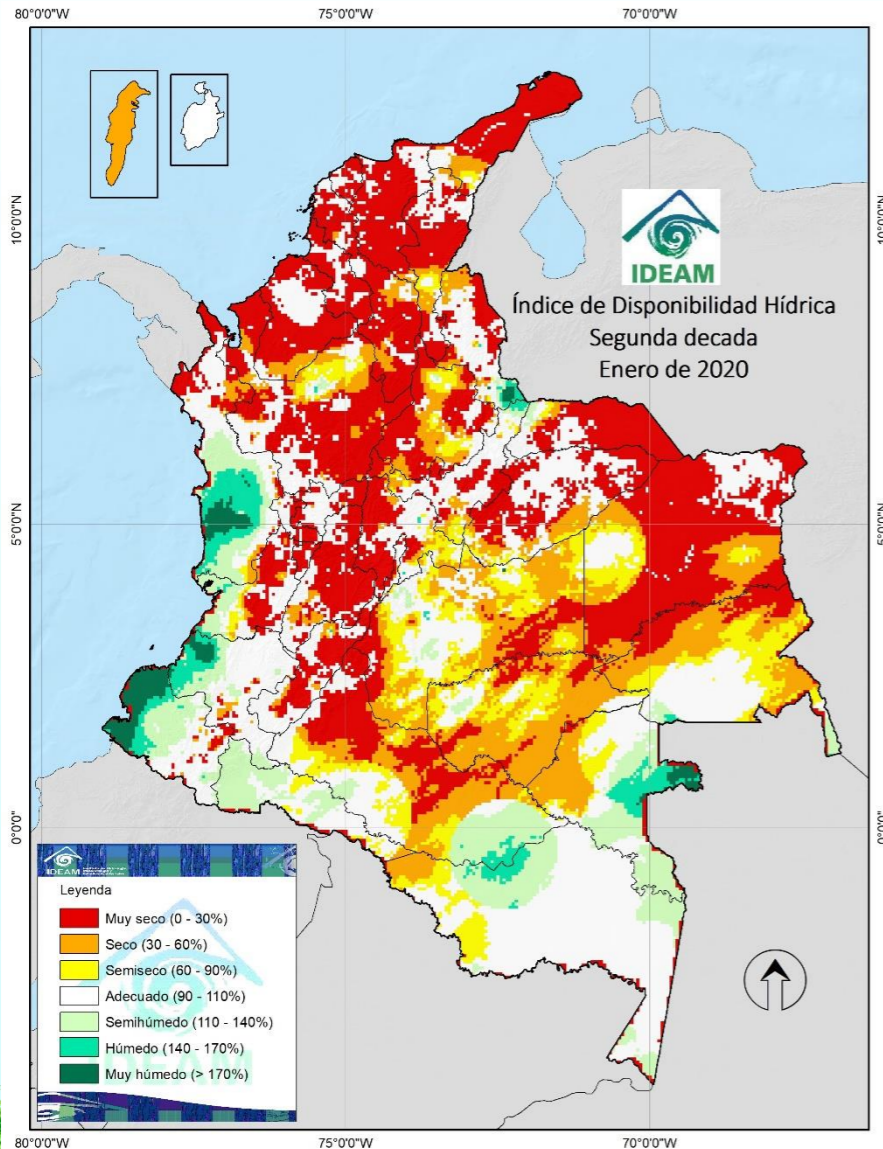 80°0'0"W 75°0'0"W 70°0'0"W
10°0'0"N 10°0'0"N
IDEAM
Índice de Disponibilidad Hídrica
Segunda decada
Enero de 2020
5°0'0"N 5°0'0"N
0°0'0" 0°0'0"
IDEAM
Leyenda
Muy seco (0 - 30%)
Seco (30 - 60%)
Semiseco (60 - 90%)
Adecuado (90 - 110%)
Semihúmedo (110 - 140%)
Húmedo (140 - 170%)
Muy húmedo (> 170%)
IDEAM
80°0'0"W 75°0'0"W 70°0'0"W